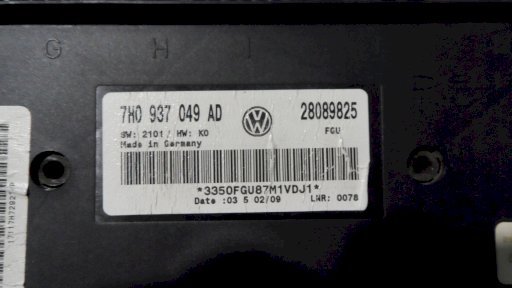 G H I
7H0 937 049 AD
28089825
SW: 2101/ HW: K0
FGU
Made in Germany
*3350FGU87M1VDJ1*
Date :03 5 02/09
LWR: 0078